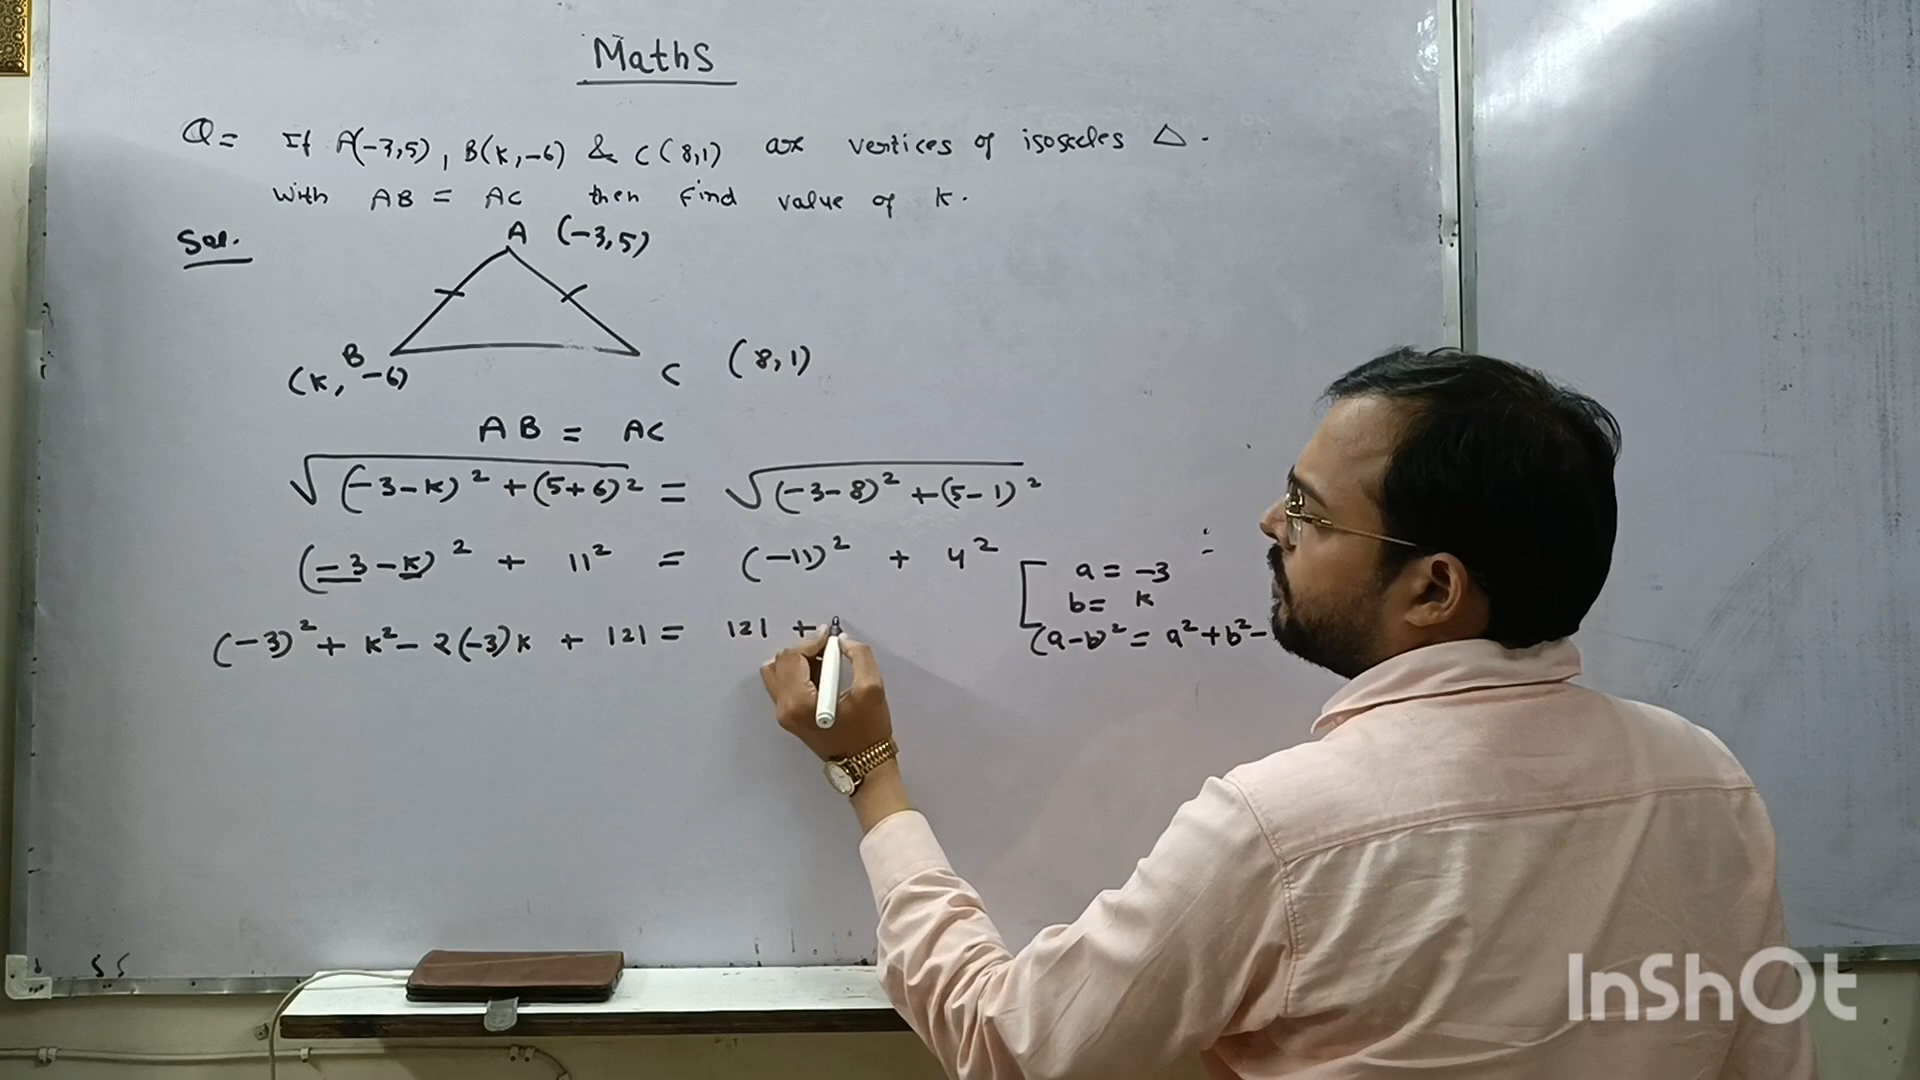 Maths
Q= If A(-3,5), B(k,-6) & C(8,1) are vertices of isosceles △.
with AB = AC then find value of k.
Sol.
A (-3,5)
B
(k, -6)
C (8,1)
AB = AC
√(-3-k)² + (5+6)² = √(-3-8)² + (5-1)²
(-3-k)² + 11² = (-11)² + 4²
a = -3
b = k
(-3)² + k² - 2(-3)k + 121 = 121 +
(a-b)² = a² + b² -
InShOt